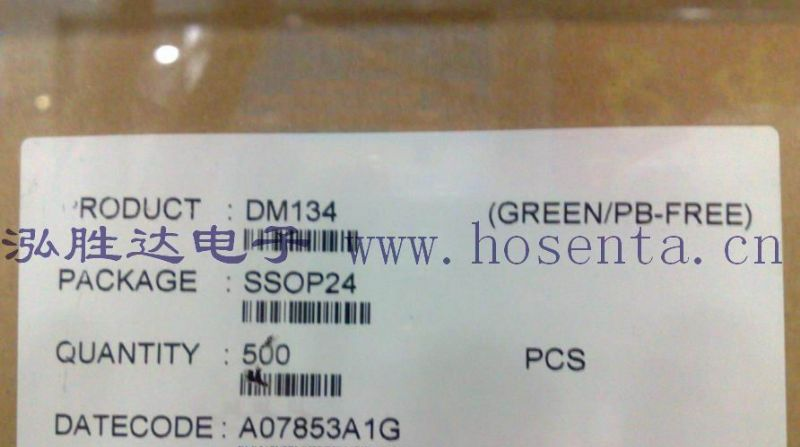 PRODUCT : DM134 (GREEN/PB-FREE)
泓胜达电子 www.hosenta.cn
PACKAGE : SSOP24
QUANTITY : 500 PCS
DATECODE : A07853A1G